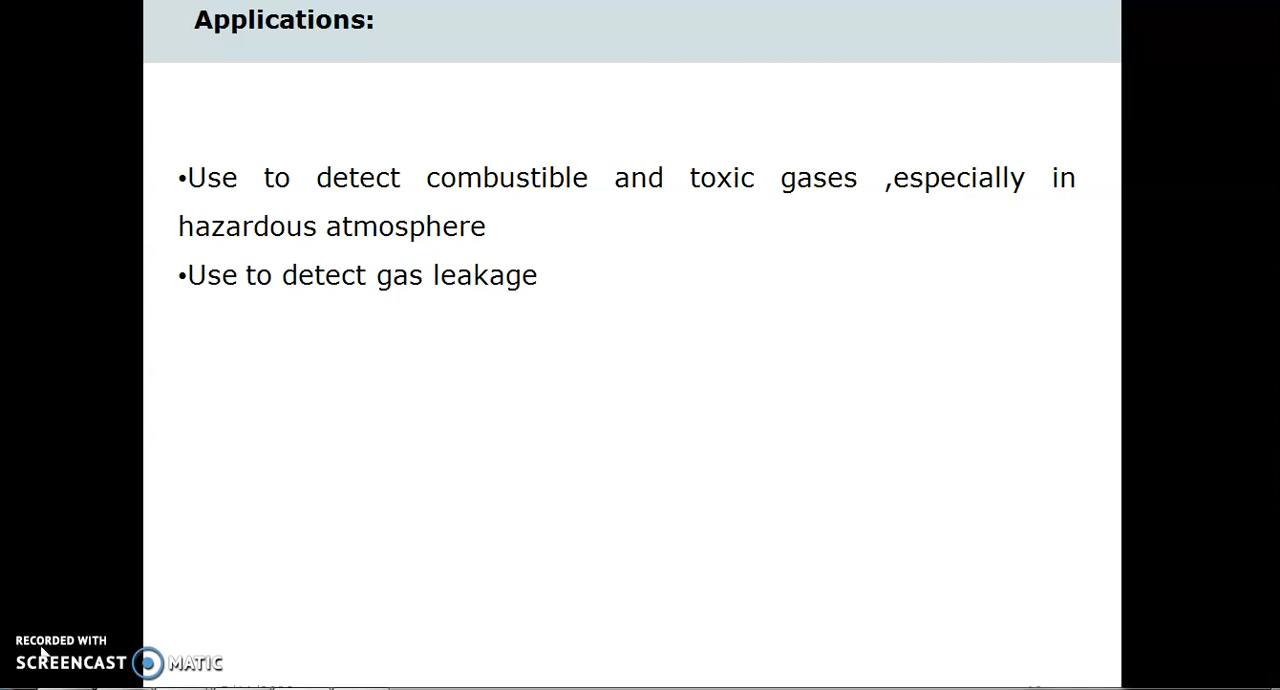 Applications:
•Use to detect combustible and toxic gases ,especially in
hazardous atmosphere
•Use to detect gas leakage
RECORDED WITH
SCREENCAST MATIC